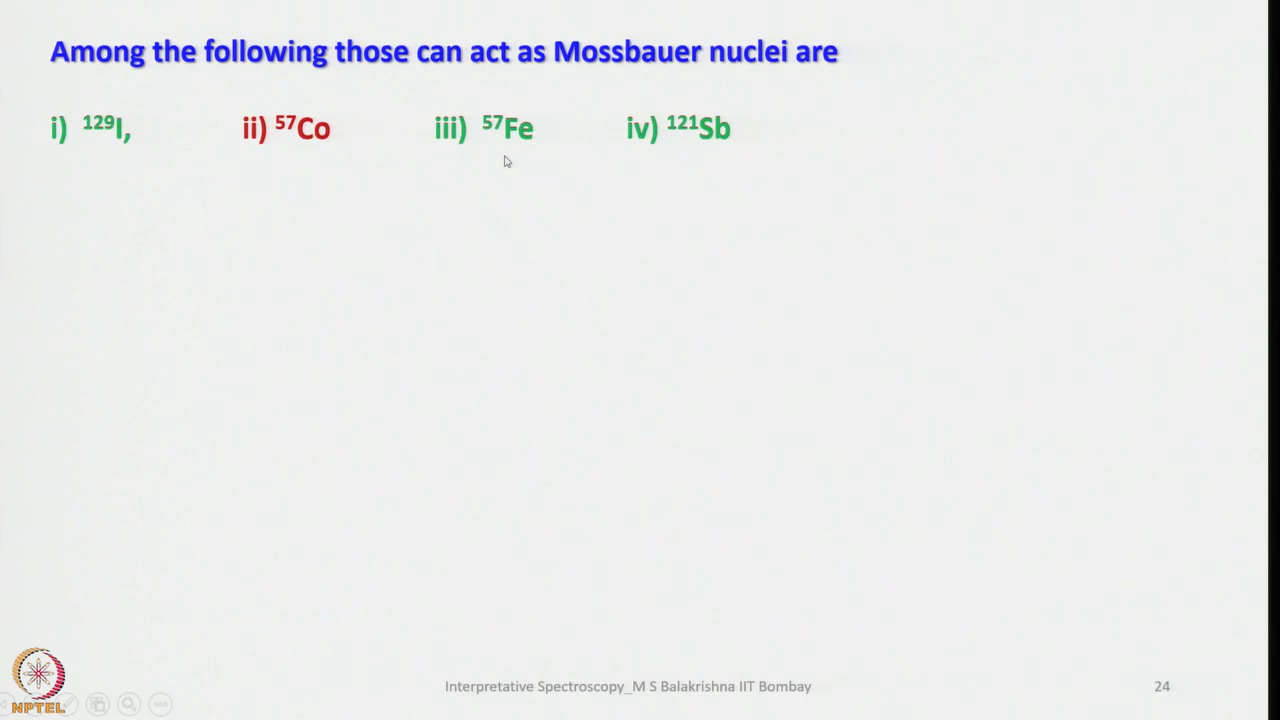 Among the following those can act as Mossbauer nuclei are
i) ¹²⁹I, ii) ⁵⁷Co iii) ⁵⁷Fe iv) ¹²¹Sb
NPTEL
Interpretative Spectroscopy_M S Balakrishna IIT Bombay 24